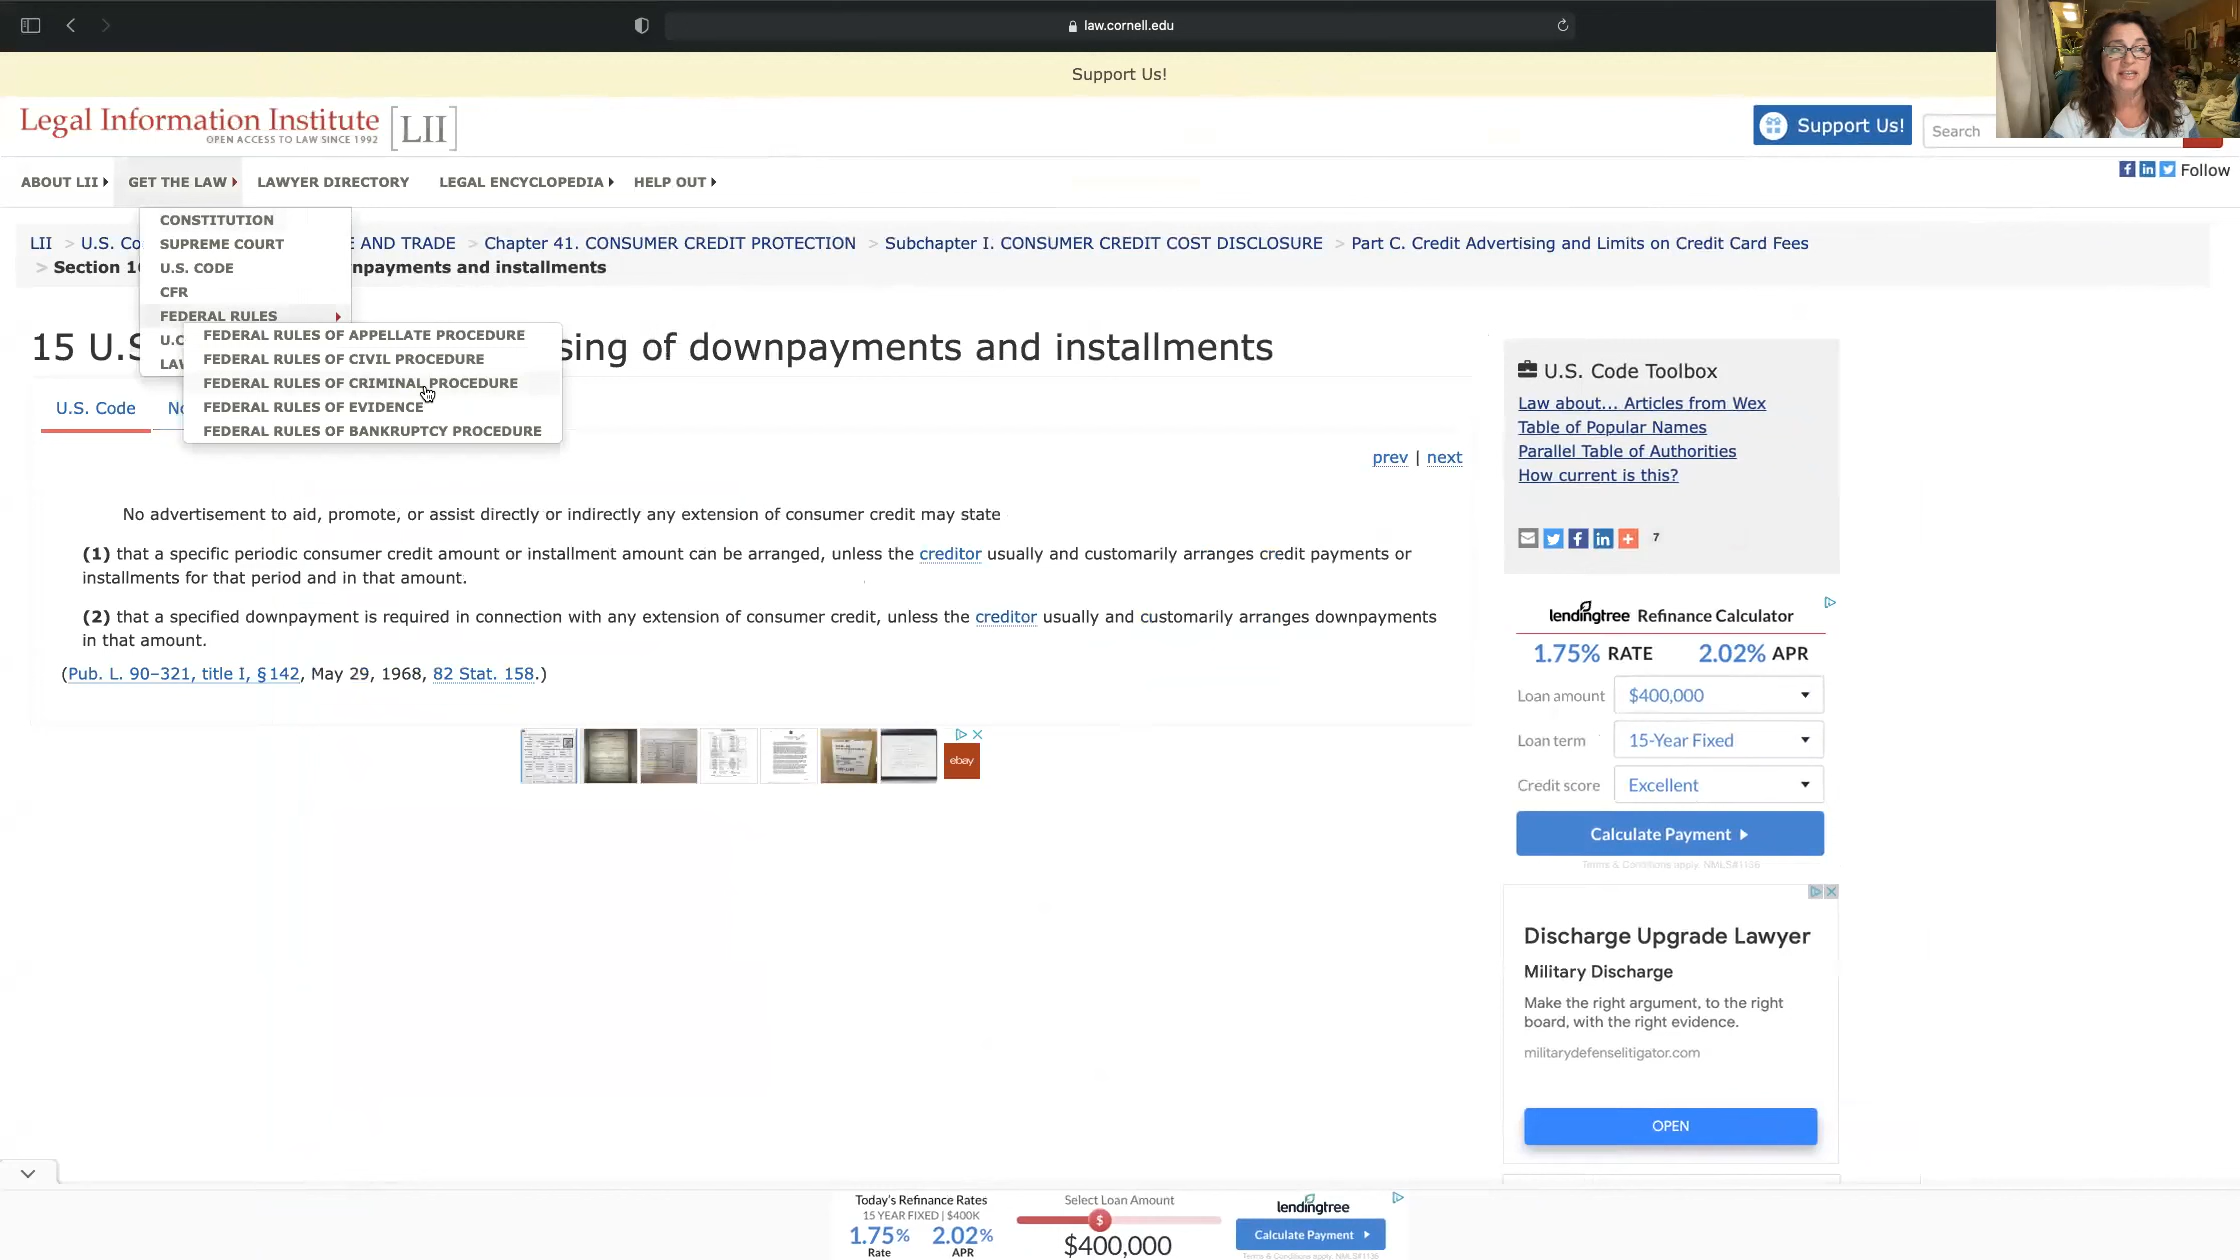 law.cornell.edu
Support Us!
Legal Information Institute [LII]
OPEN ACCESS TO LAW SINCE 1992
Support Us!
Search
ABOUT LII
GET THE LAW
LAWYER DIRECTORY
LEGAL ENCYCLOPEDIA
HELP OUT
Follow
CONSTITUTION
SUPREME COURT
U.S. CODE
CFR
FEDERAL RULES
U.C
LAW
FEDERAL RULES OF APPELLATE PROCEDURE
FEDERAL RULES OF CIVIL PROCEDURE
FEDERAL RULES OF CRIMINAL PROCEDURE
FEDERAL RULES OF EVIDENCE
FEDERAL RULES OF BANKRUPTCY PROCEDURE
LII > U.S. Co E AND TRADE > Chapter 41. CONSUMER CREDIT PROTECTION > Subchapter I. CONSUMER CREDIT COST DISCLOSURE > Part C. Credit Advertising and Limits on Credit Card Fees
> Section 16 npayments and installments
15 U.S sing of downpayments and installments
U.S. Code
No
prev | next
No advertisement to aid, promote, or assist directly or indirectly any extension of consumer credit may state
(1) that a specific periodic consumer credit amount or installment amount can be arranged, unless the creditor usually and customarily arranges credit payments or
installments for that period and in that amount.
(2) that a specified downpayment is required in connection with any extension of consumer credit, unless the creditor usually and customarily arranges downpayments
in that amount.
(Pub. L. 90–321, title I, §142, May 29, 1968, 82 Stat. 158.)
ebay
U.S. Code Toolbox
Law about... Articles from Wex
Table of Popular Names
Parallel Table of Authorities
How current is this?
7
lendingtree Refinance Calculator
1.75% RATE 2.02% APR
Loan amount $400,000
Loan term 15-Year Fixed
Credit score Excellent
Calculate Payment
Terms & Conditions apply. NMLS#1136
Discharge Upgrade Lawyer
Military Discharge
Make the right argument, to the right
board, with the right evidence.
militarydefenselitigator.com
OPEN
Today's Refinance Rates
15 YEAR FIXED | $400K
1.75% 2.02%
Rate APR
Select Loan Amount
$
$400,000
lendingtree
Calculate Payment
Terms & Conditions apply. NMLS#1136